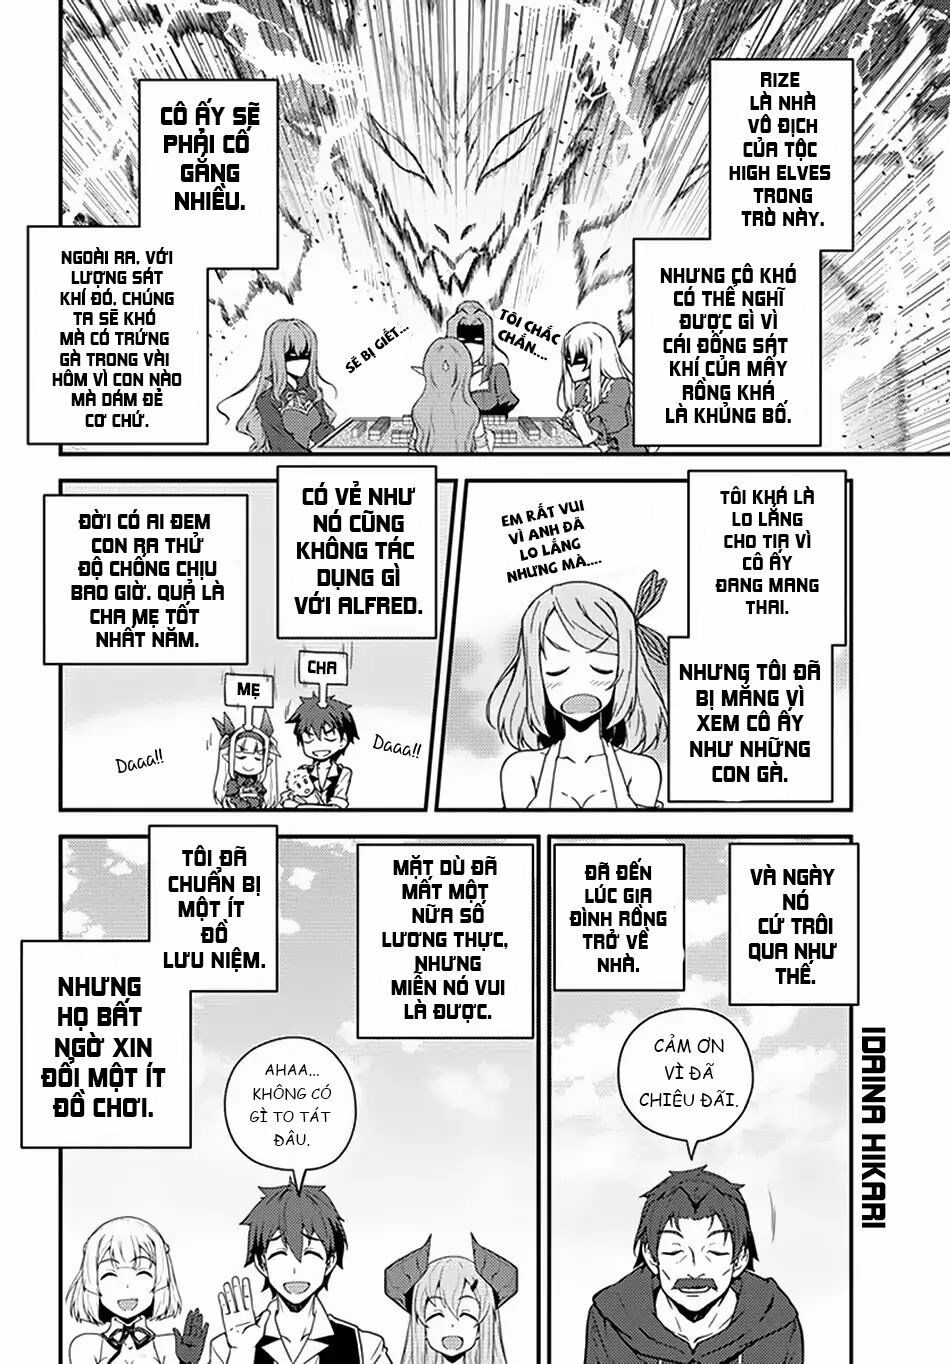 RIZE
LÀ NHÀ
VÔ ĐỊCH
CỦA TỘC
HIGH ELVES
TRONG
TRÒ NÀY.
NHƯNG CÔ KHÓ
CÓ THỂ NGHĨ
ĐƯỢC GÌ VÌ
CÁI ĐỐNG SÁT
KHÍ CỦA MẤY
RỒNG KHÁ
LÀ KHỦNG BỐ.
TÔI CHẮC
CHẮN....
SẼ BỊ GIẾT...
CÔ ẤY SẼ
PHẢI CỐ
GẮNG
NHIỀU.
NGOÀI RA, VỚI
LƯỢNG SÁT
KHÍ ĐÓ, CHÚNG
TA SẼ KHÓ
MÀ CÓ TRỨNG
GÀ TRONG VÀI
HÔM VÌ CON NÀO
MÀ DÁM ĐẺ
CƠ CHỨ.
TÔI KHÁ LÀ
LO LẮNG
CHO TIA VÌ
CÔ ẤY
ĐANG MANG
THAI.
NHƯNG TÔI ĐÃ
BỊ MẮNG VÌ
XEM CÔ ẤY
NHƯ NHỮNG
CON GÀ.
EM RẤT VUI
VÌ ANH ĐÃ
LO LẮNG
NHƯNG MÀ....
CÓ VẺ NHƯ
NÓ CŨNG
KHÔNG TÁC
DỤNG GÌ
VỚI ALFRED.
ĐỜI CÓ AI ĐEM
CON RA THỬ
ĐỘ CHỐNG CHỊU
BAO GIỜ. QUẢ LÀ
CHA MẸ TỐT
NHẤT NĂM.
CHA
MẸ
Daaa!!
Daaa!!
VÀ NGÀY
NÓ
CỨ TRÔI
QUA NHƯ
THẾ.
ĐÃ ĐẾN
LÚC GIA
ĐÌNH RỒNG
TRỞ VỀ
NHÀ.
CẢM ƠN
VÌ ĐÃ
CHIÊU ĐÃI.
MẶT DÙ ĐÃ
MẤT MỘT
NỮA SỐ
LƯƠNG THỰC,
NHƯNG
MIỄN NÓ VUI
LÀ ĐƯỢC.
TÔI ĐÃ
CHUẨN BỊ
MỘT ÍT
ĐỒ
LƯU NIỆM.
NHƯNG
HỌ BẤT
NGỜ XIN
ĐỔI MỘT ÍT
ĐỒ CHƠI.
AHAA...
KHÔNG CÓ
GÌ TO TÁT
ĐÂU.
IDAINA HIKARI